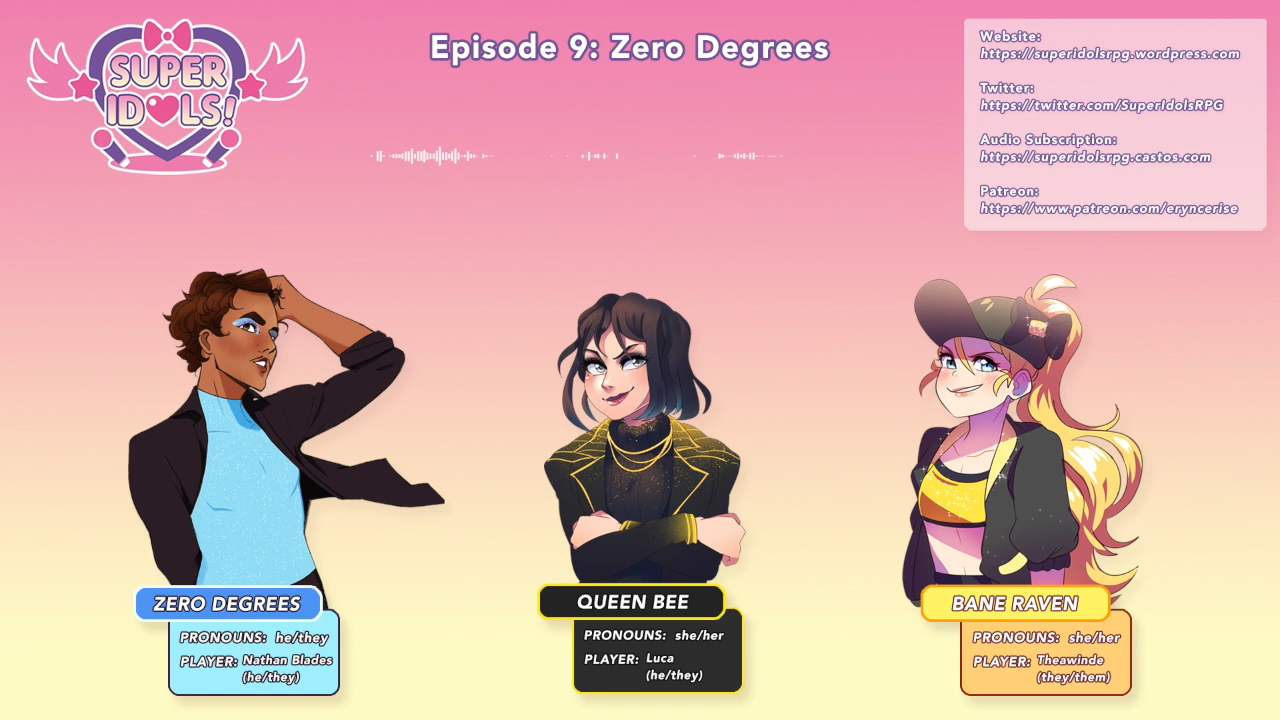 SUPER
IDOLS!
Episode 9: Zero Degrees
Website:
https://superidolsrpg.wordpress.com
Twitter:
https://twitter.com/SuperIdolsRPG
Audio Subscription:
https://superidolsrpg.castos.com
Patreon:
https://www.patreon.com/eryncerise
ZERO DEGREES
PRONOUNS: he/they
PLAYER: Nathan Blades
(he/they)
QUEEN BEE
PRONOUNS: she/her
PLAYER: Luca
(he/they)
BANE RAVEN
PRONOUNS: she/her
PLAYER: Theawinde
(they/them)